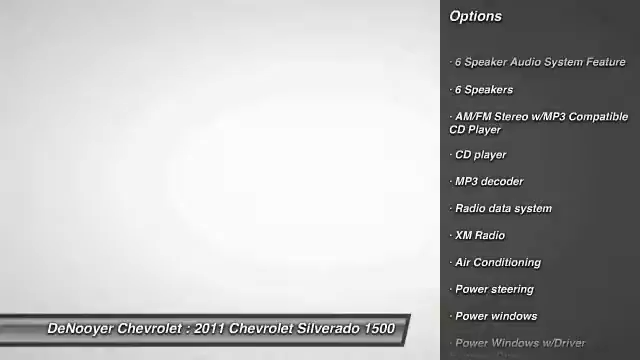 Options
· 6 Speaker Audio System Feature
· 6 Speakers
· AM/FM Stereo w/MP3 Compatible
CD Player
· CD player
· MP3 decoder
· Radio data system
· XM Radio
· Air Conditioning
· Power steering
· Power windows
· Power Windows w/Driver
DeNooyer Chevrolet : 2011 Chevrolet Silverado 1500